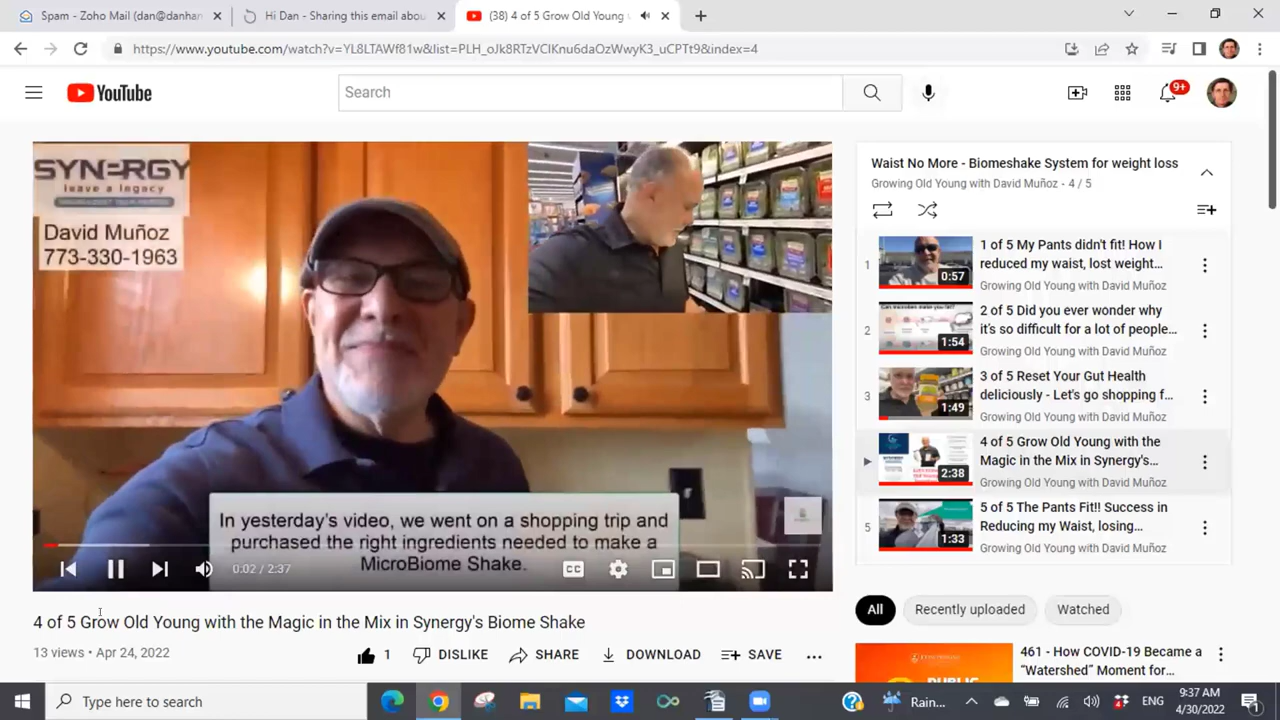 Spam - Zoho Mail (dan@danhan
Hi Dan - Sharing this email abou
(38) 4 of 5 Grow Old Young
https://www.youtube.com/watch?v=YL8LTAWf81w&list=PLH_oJk8RTzVCIKnu6daOzWwyK3_uCPTt9&index=4
YouTube
Search
9+
SYNERGY
leave a legacy
David Muñoz
773-330-1963
In yesterday's video, we went on a shopping trip and
purchased the right ingredients needed to make a
MicroBiome Shake.
0:02 / 2:37
CC
4 of 5 Grow Old Young with the Magic in the Mix in Synergy's Biome Shake
13 views • Apr 24, 2022
1
DISLIKE
SHARE
DOWNLOAD
SAVE
Waist No More - Biomeshake System for weight loss
Growing Old Young with David Muñoz - 4 / 5
1
0:57
1 of 5 My Pants didn't fit! How I
reduced my waist, lost weight...
Growing Old Young with David Muñoz
2
1:54
2 of 5 Did you ever wonder why
it's so difficult for a lot of people...
Growing Old Young with David Muñoz
3
1:49
3 of 5 Reset Your Gut Health
deliciously - Let's go shopping f...
Growing Old Young with David Muñoz
2:38
4 of 5 Grow Old Young with the
Magic in the Mix in Synergy's...
Growing Old Young with David Muñoz
5
1:33
5 of 5 The Pants Fit!! Success in
Reducing my Waist, losing...
Growing Old Young with David Muñoz
All
Recently uploaded
Watched
PUBLIC
461 - How COVID-19 Became a
“Watershed” Moment for...
Type here to search
Rain...
ENG
9:37 AM
4/30/2022
1